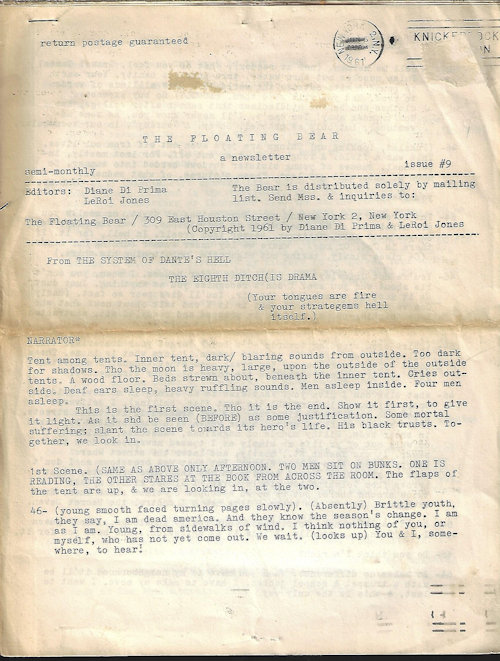 return postage guaranteed
1961
KNICKERBOCK
THE FLOATING BEAR
a newsletter
semi-monthly issue #9
Editors: Diane Di Prima The Bear is distributed solely by mailing
LeRoi Jones list. Send Mss. & inquiries to:
The Floating Bear / 309 East Houston Street / New York 2, New York
(Copyright 1961 by Diane Di Prima & LeRoi Jones
From THE SYSTEM OF DANTE'S HELL
THE EIGHTH DITCH(IS DRAMA
(Your tongues are fire
& your strategems hell
itself.)
NARRATOR*
Tent among tents. Inner tent, dark/ blaring sounds from outside. Too dark
for shadows. Tho the moon is heavy, large, upon the outside of the outside
tents. A wood floor. Beds strewn about, beneath the inner tent. Cries out-
side. Deaf ears sleep, heavy ruffling sounds. Men asleep inside. Four men
asleep.
This is the first scene. Tho it is the end. Show it first, to give
it light. As it shd be seen (BEFORE) as some justification. Some mortal
suffering; slant the scene towards its hero's life. His black trusts. To-
gether, we look in.
1st Scene. (SAME AS ABOVE ONLY AFTERNOON. TWO MEN SIT ON BUNKS. ONE IS
READING, THE OTHER STARES AT THE BOOK FROM ACROSS THE ROOM. The flaps of
the tent are up, & we are looking in, at the two.
46- (young smooth faced turning pages slowly). (Absently) Brittle youth,
they say, I am dead america. And they know the season's change. I am
as I am. Young, from sidewalks of wind. I think nothing of you, or
myself, who has not yet come out. We wait. (looks up) You & I, some-
where, to hear!